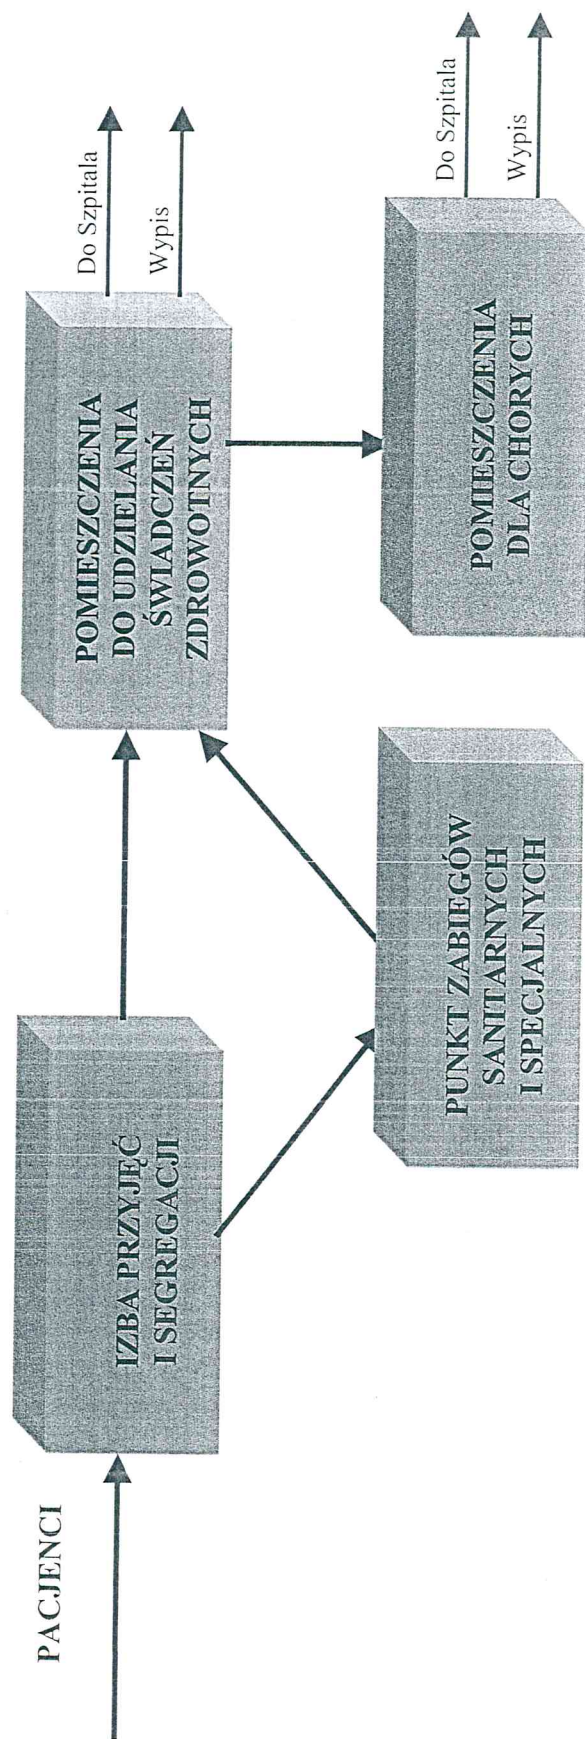 PACJENCI
IZBA PRZYJĘĆ
I SEGREGACJI
PUNKT ZABIEGÓW
SANITARNYCH
I SPECJALNYCH
POMIESZCZENIA
DO UDZIELANIA
ŚWIADCZEŃ
ZDROWOTNYCH
Do Szpitala
Wypis
POMIESZCZENIA
DLA CHORYCH
Do Szpitala
Wypis